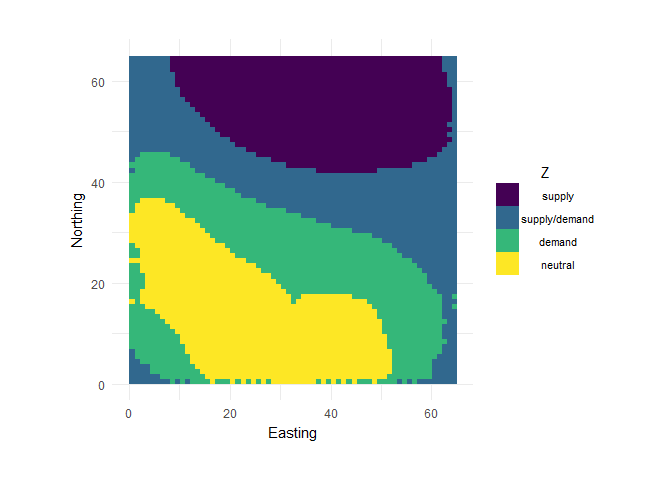 60
40
20
0
Northing
0 20 40 60
Easting
Z
supply
supply/demand
demand
neutral